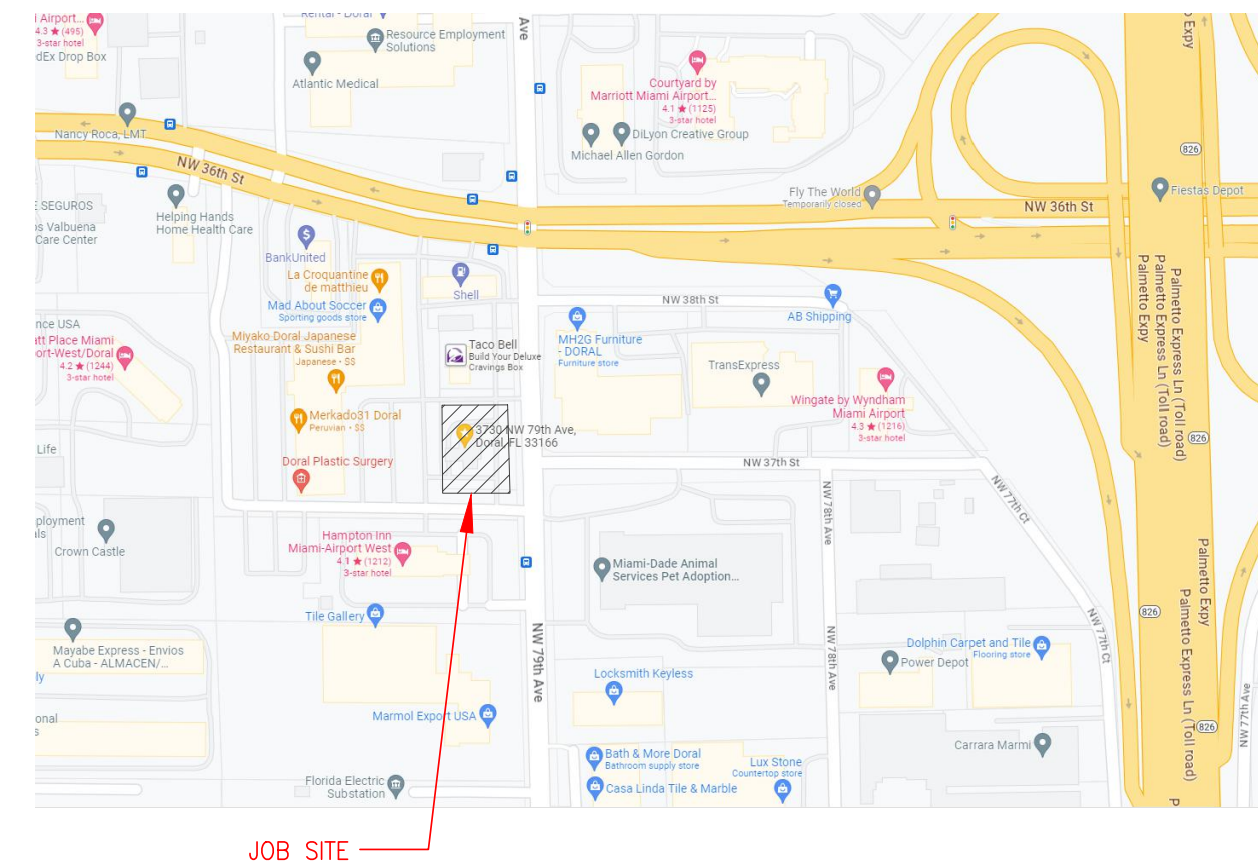 i Airport...
4.3 ★ (495)
3-star hotel
dEx Drop Box
Rental - Doral
Resource Employment
Solutions
Atlantic Medical
Ave
Courtyard by
Marriott Miami Airport...
4.1 ★ (1125)
3-star hotel
DiLyon Creative Group
Michael Allen Gordon
Expy
826
Nancy Roca, LMT
NW 36th St
Helping Hands
Home Health Care
SEGUROS
s Valbuena
Care Center
Fly The World
Temporarily closed
NW 36th St
Fiestas Depot
BankUnited
La Croquantine
de matthieu
Shell
Mad About Soccer
Sporting goods store
Miyako Doral Japanese
Restaurant & Sushi Bar
Japanese • $$
Taco Bell
Build Your Deluxe
Cravings Box
NW 38th St
AB Shipping
MH2G Furniture
- DORAL
Furniture store
TransExpress
Palmetto Expy
Palmetto Express Ln (Toll road)
Palmetto Express Ln (Toll road)
Palmetto Expy
826
nce USA
att Place Miami
ort-West/Doral
4.2 ★ (1244)
3-star hotel
Wingate by Wyndham
Miami Airport
4.3 ★ (1216)
3-star hotel
Merkado31 Doral
Peruvian • $$
3730 NW 79th Ave,
Doral, FL 33166
Life
Doral Plastic Surgery
NW 37th St
NW 77th Ct
NW 78th Ave
ployment
als
Crown Castle
Hampton Inn
Miami-Airport West
4.1 ★ (1212)
3-star hotel
Miami-Dade Animal
Services Pet Adoption...
Palmetto Expy
Palmetto Express Ln (Toll road)
826
Tile Gallery
NW 79th Ave
NW 78th Ave
NW 77th Ct
Mayabe Express - Envios
A Cuba - ALMACEN/...
ly
Dolphin Carpet and Tile
Flooring store
Power Depot
Locksmith Keyless
NW 77th Ave
onal
s
Marmol Export USA
826
Carrara Marmi
Bath & More Doral
Bathroom supply store
Lux Stone
Countertop store
Florida Electric
Substation
Casa Linda Tile & Marble
JOB SITE